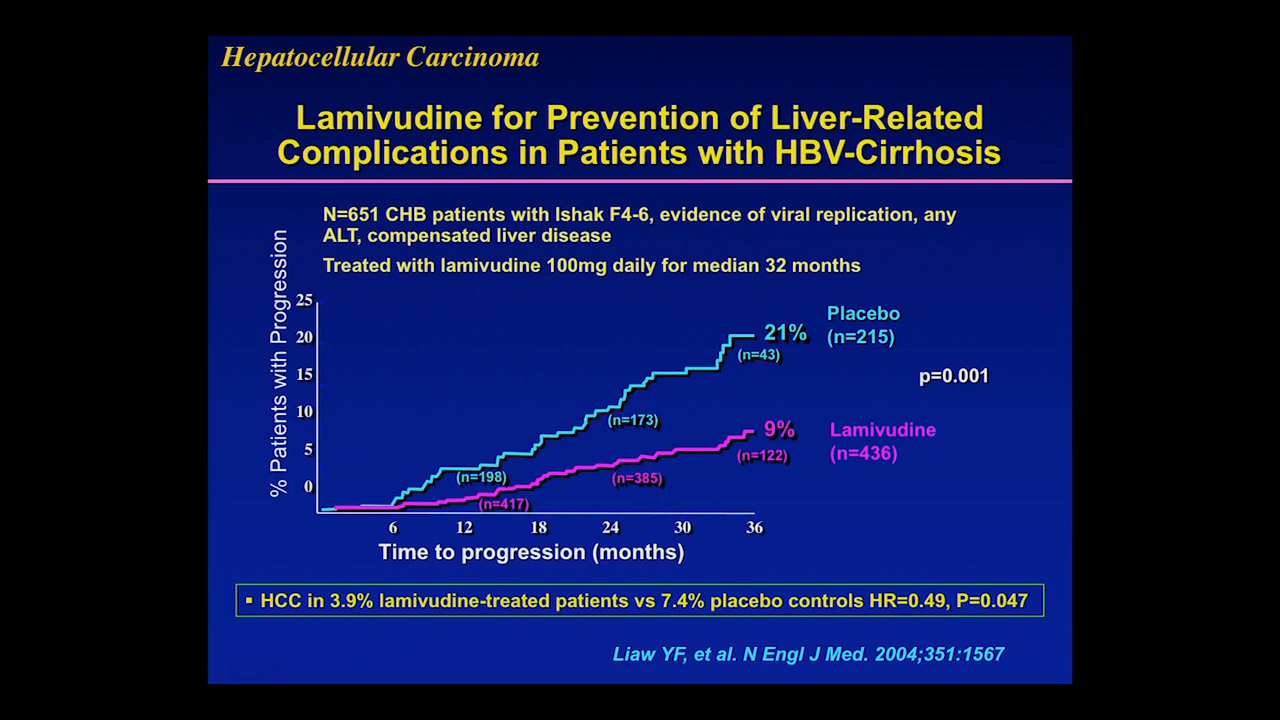 Hepatocellular Carcinoma
Lamivudine for Prevention of Liver-Related
Complications in Patients with HBV-Cirrhosis
N=651 CHB patients with Ishak F4-6, evidence of viral replication, any
ALT, compensated liver disease
Treated with lamivudine 100mg daily for median 32 months
% Patients with Progression
25
20
15
10
5
0
Placebo
(n=215)
21%
(n=43)
p=0.001
(n=173)
9%
Lamivudine
(n=436)
(n=122)
(n=198)
(n=385)
(n=417)
6 12 18 24 30 36
Time to progression (months)
▪ HCC in 3.9% lamivudine-treated patients vs 7.4% placebo controls HR=0.49, P=0.047
Liaw YF, et al. N Engl J Med. 2004;351:1567